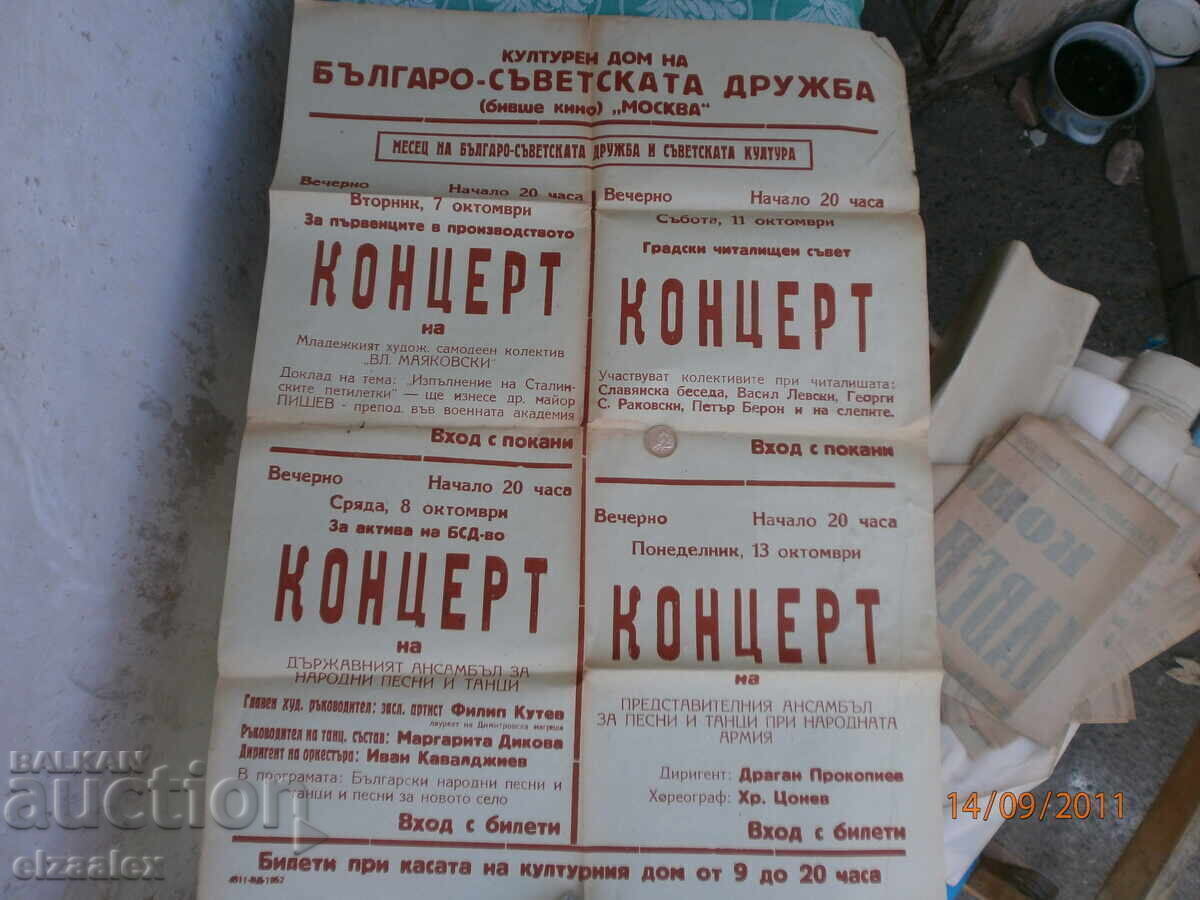 КУЛТУРЕН ДОМ НА
БЪЛГАРО-СЪВЕТСКАТА ДРУЖБА
(бивше кино) „МОСКВА“
МЕСЕЦ НА БЪЛГАРО-СЪВЕТСКАТА ДРУЖБА И СЪВЕТСКАТА КУЛТУРА
Вечерно Начало 20 часа
Вторник, 7 октомври
За първенците в производството
КОНЦЕРТ
на
Младежкият худож. самодеен колектив
„ВЛ. МАЯКОВСКИ“
Доклад на тема: „Изпълнение на Сталин-
ските петилетки“ — ще изнесе др. майор
ПИШЕВ - препод. във военната академия
Вход с покани
Вечерно Начало 20 часа
Сряда, 8 октомври
За актива на БСД-во
КОНЦЕРТ
на
ДЪРЖАВНИЯТ АНСАМБЪЛ ЗА
НАРОДНИ ПЕСНИ И ТАНЦИ
Главен худ. ръководител: засл. артист Филип Кутев
лауреат на Димитровска награда
Ръководител на танц. състав: Маргарита Дикова
Диригент на оркестъра: Иван Кавалджиев
В програмата: Български народни песни и
танци и песни за новото село
Вход с билети
Вечерно Начало 20 часа
Събота, 11 октомври
Градски читалищен съвет
КОНЦЕРТ
Участвуват колективите при читалищата:
Славянска беседа, Васил Левски, Георги
С. Раковски, Петър Берон и на слепите.
Вход с покани
Вечерно Начало 20 часа
Понеделник, 13 октомври
КОНЦЕРТ
на
ПРЕДСТАВИТЕЛНИЯ АНСАМБЪЛ
ЗА ПЕСНИ И ТАНЦИ ПРИ НАРОДНАТА
АРМИЯ
Диригент: Драган Прокопиев
Хореограф: Хр. Цонев
Вход с билети
Билети при касата на културния дом от 9 до 20 часа
BALKAN
auction
elzaalex
14/09/2011